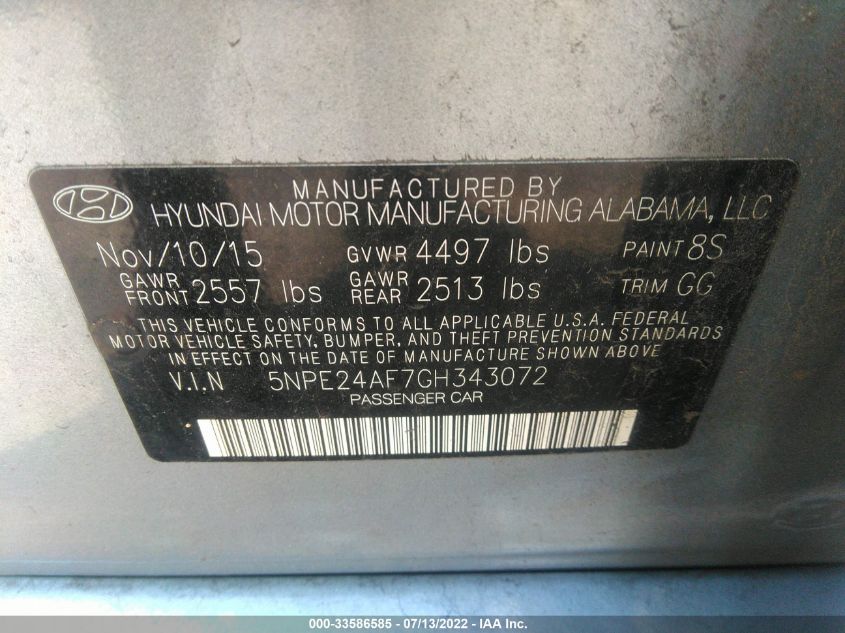 MANUFACTURED BY
HYUNDAI MOTOR MANUFACTURING ALABAMA, LLC
Nov/10/15 GVWR 4497 lbs PAINT 8S
GAWR FRONT 2557 lbs GAWR REAR 2513 lbs TRIM GG
THIS VEHICLE CONFORMS TO ALL APPLICABLE U.S.A. FEDERAL
MOTOR VEHICLE SAFETY, BUMPER, AND THEFT PREVENTION STANDARDS
IN EFFECT ON THE DATE OF MANUFACTURE SHOWN ABOVE
V.I.N 5NPE24AF7GH343072
PASSENGER CAR
000-33586585 - 07/13/2022 - IAA Inc.